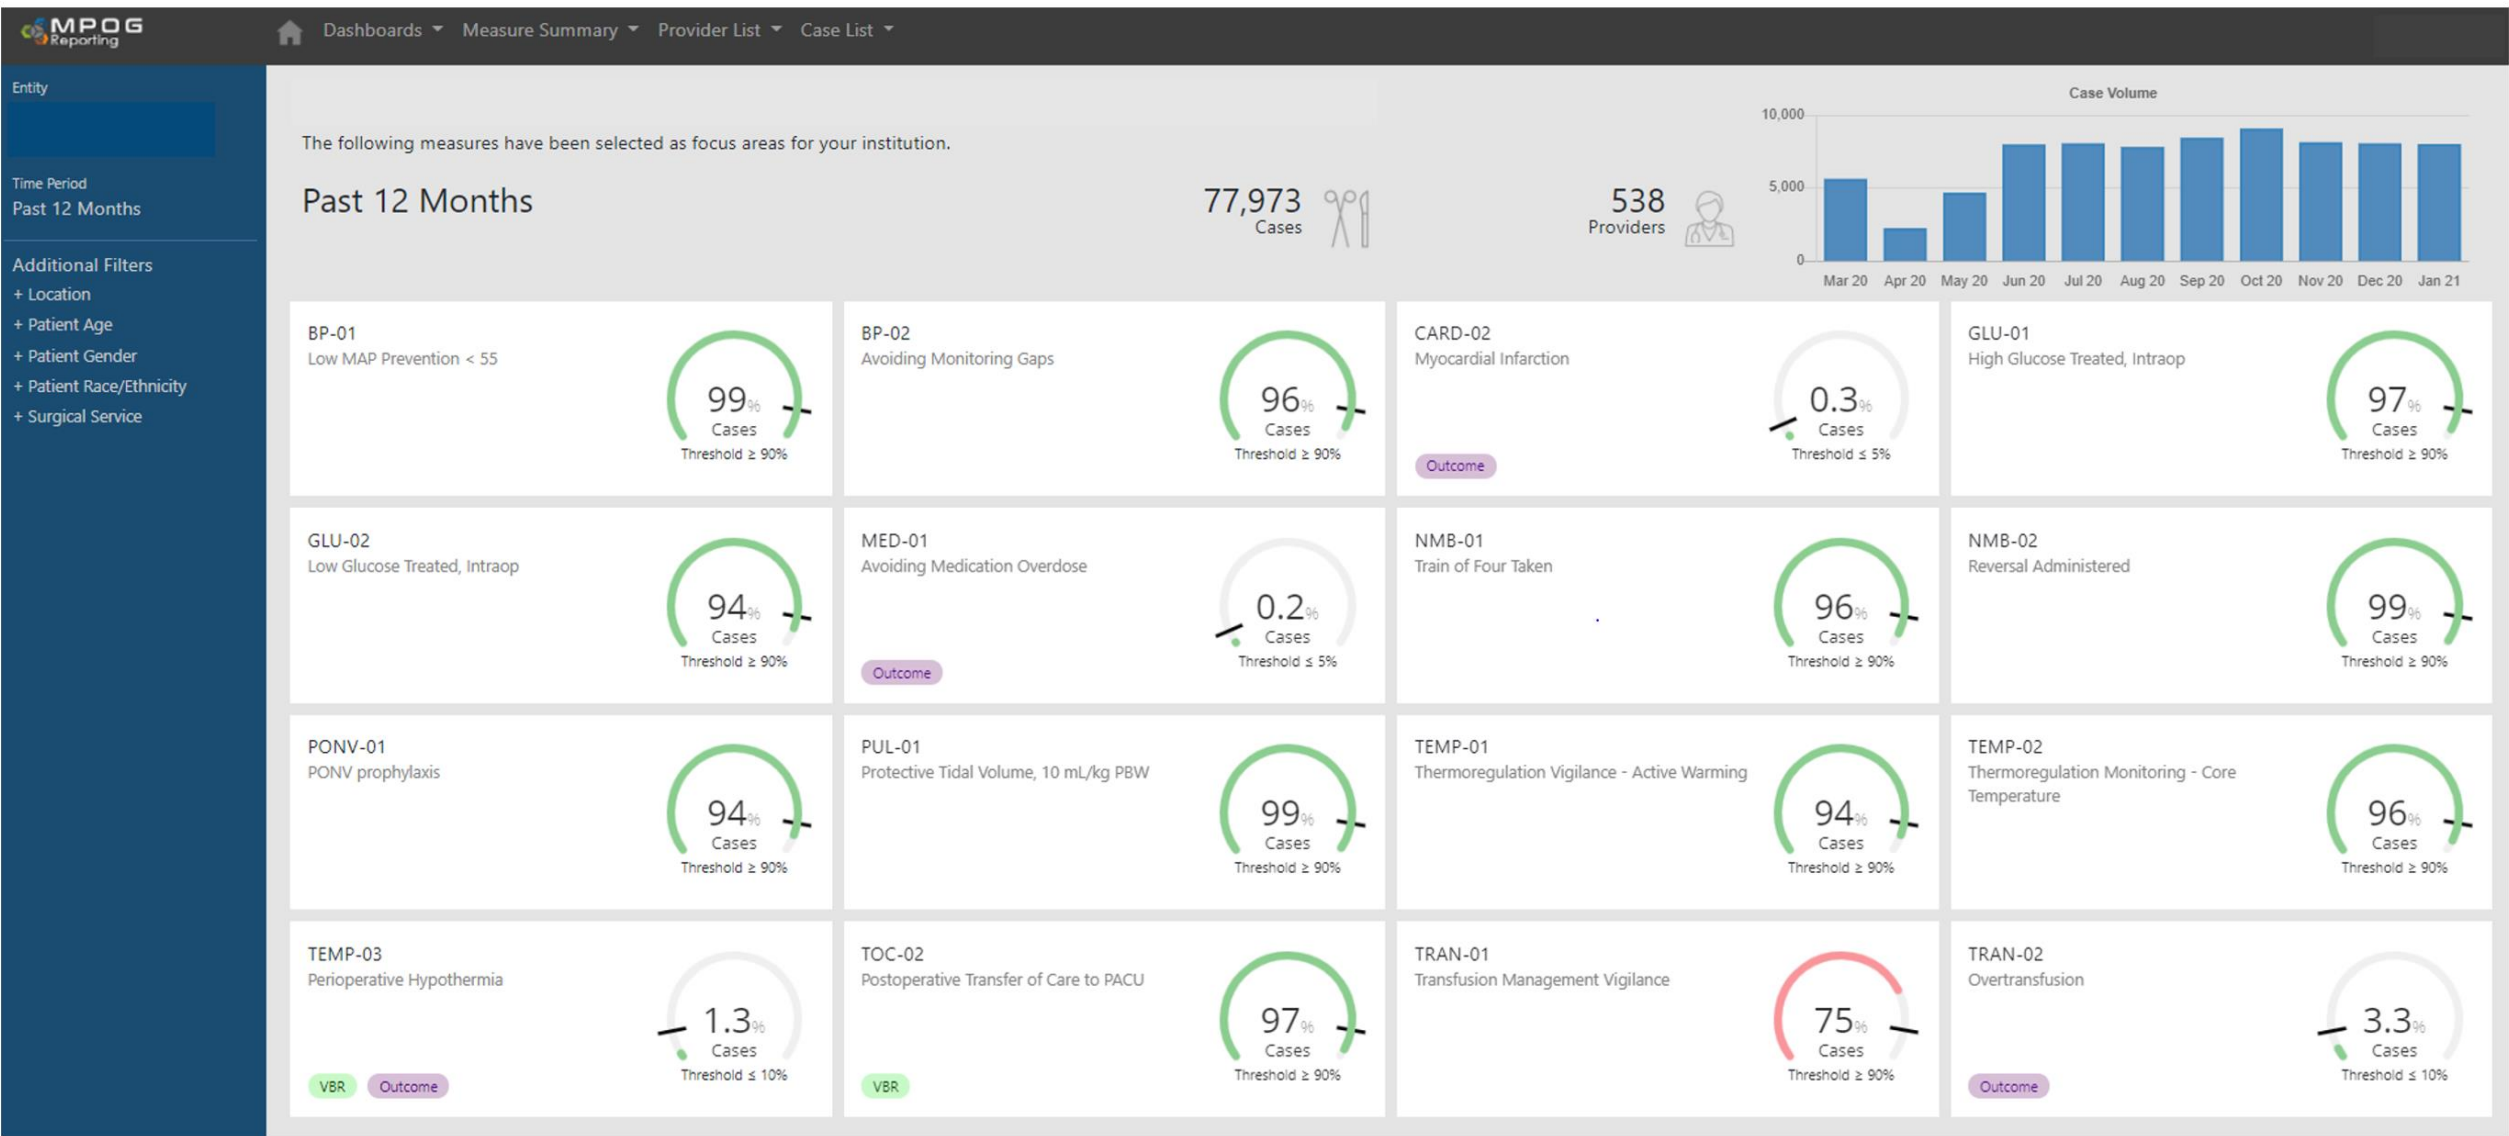 MPOG
Reporting
Dashboards
Measure Summary
Provider List
Case List
Entity
Time Period
Past 12 Months
Additional Filters
+ Location
+ Patient Age
+ Patient Gender
+ Patient Race/Ethnicity
+ Surgical Service
The following measures have been selected as focus areas for your institution.
Past 12 Months
77,973
Cases
538
Providers
Case Volume
10,000
5,000
0
Mar 20 Apr 20 May 20 Jun 20 Jul 20 Aug 20 Sep 20 Oct 20 Nov 20 Dec 20 Jan 21
BP-01
Low MAP Prevention < 55
99%
Cases
Threshold ≥ 90%
BP-02
Avoiding Monitoring Gaps
96%
Cases
Threshold ≥ 90%
CARD-02
Myocardial Infarction
0.3%
Cases
Threshold ≤ 5%
Outcome
GLU-01
High Glucose Treated, Intraop
97%
Cases
Threshold ≥ 90%
GLU-02
Low Glucose Treated, Intraop
94%
Cases
Threshold ≥ 90%
MED-01
Avoiding Medication Overdose
0.2%
Cases
Threshold ≤ 5%
Outcome
NMB-01
Train of Four Taken
96%
Cases
Threshold ≥ 90%
NMB-02
Reversal Administered
99%
Cases
Threshold ≥ 90%
PONV-01
PONV prophylaxis
94%
Cases
Threshold ≥ 90%
PUL-01
Protective Tidal Volume, 10 mL/kg PBW
99%
Cases
Threshold ≥ 90%
TEMP-01
Thermoregulation Vigilance - Active Warming
94%
Cases
Threshold ≥ 90%
TEMP-02
Thermoregulation Monitoring - Core
Temperature
96%
Cases
Threshold ≥ 90%
TEMP-03
Perioperative Hypothermia
1.3%
Cases
Threshold ≤ 10%
VBR Outcome
TOC-02
Postoperative Transfer of Care to PACU
97%
Cases
Threshold ≥ 90%
VBR
TRAN-01
Transfusion Management Vigilance
75%
Cases
Threshold ≥ 90%
TRAN-02
Overtransfusion
3.3%
Cases
Threshold ≤ 10%
Outcome